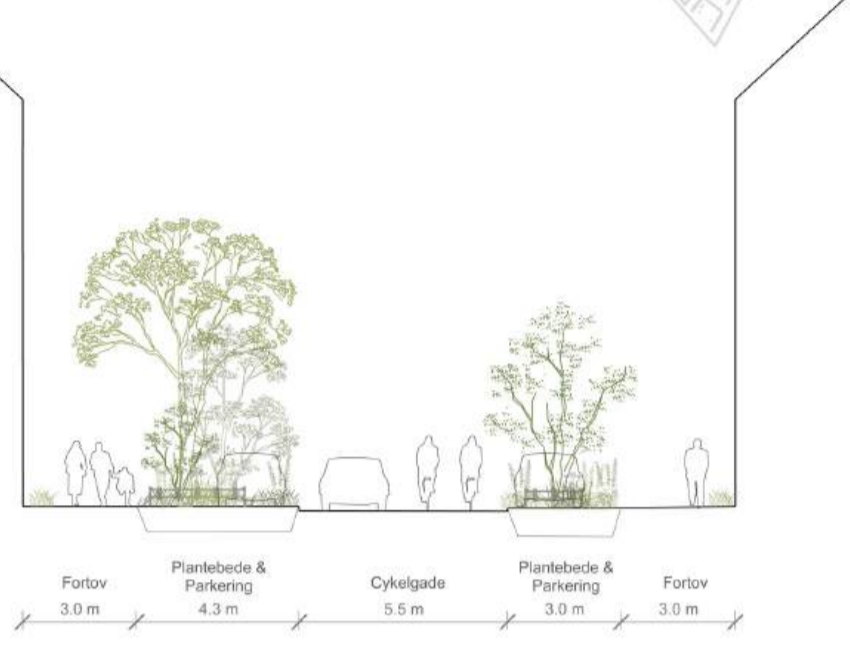 Fortov
3.0 m
Plantebede &
Parkering
4.3 m
Cykelgade
5.5 m
Plantebede &
Parkering
3.0 m
Fortov
3.0 m